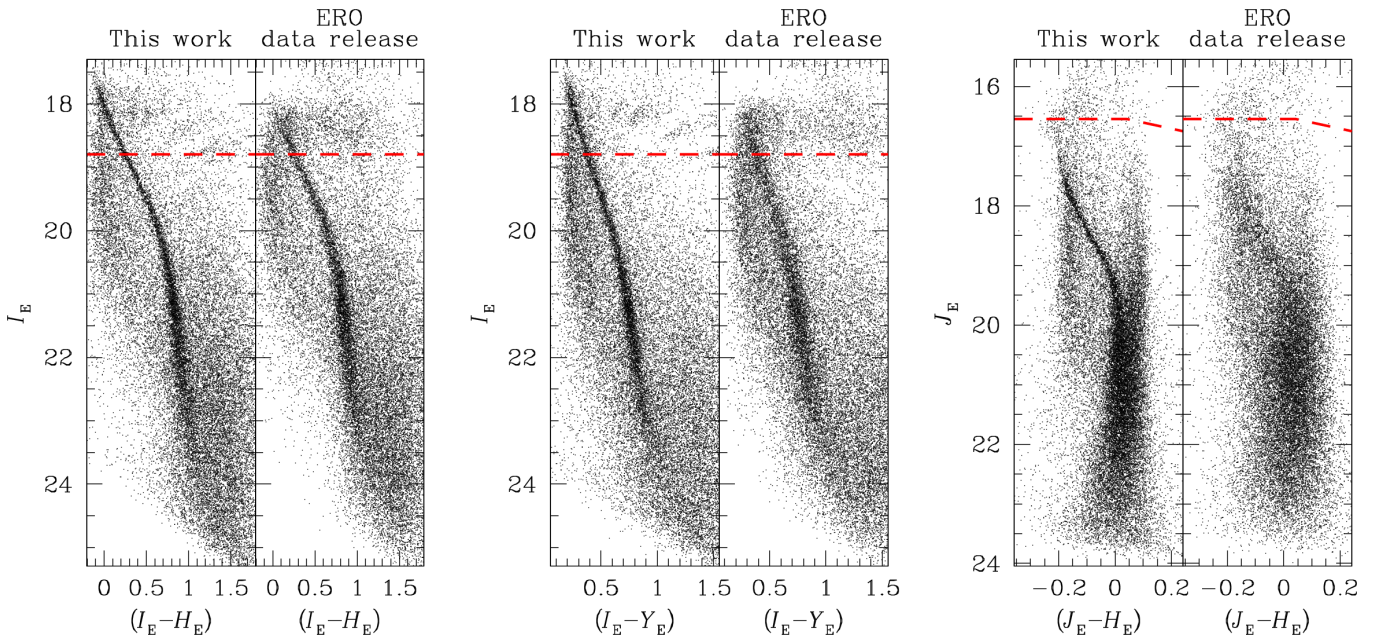 ERO
This work data release
ERO
This work data release
ERO
This work data release
18
20
22
24
I_E
0 0.5 1 1.5 0 0.5 1 1.5
(I_E−H_E) (I_E−H_E)
18
20
22
24
I_E
0.5 1 1.5 0.5 1 1.5
(I_E−Y_E) (I_E−Y_E)
16
18
20
22
24
J_E
−0.2 0 0.2 −0.2 0 0.2
(J_E−H_E) (J_E−H_E)